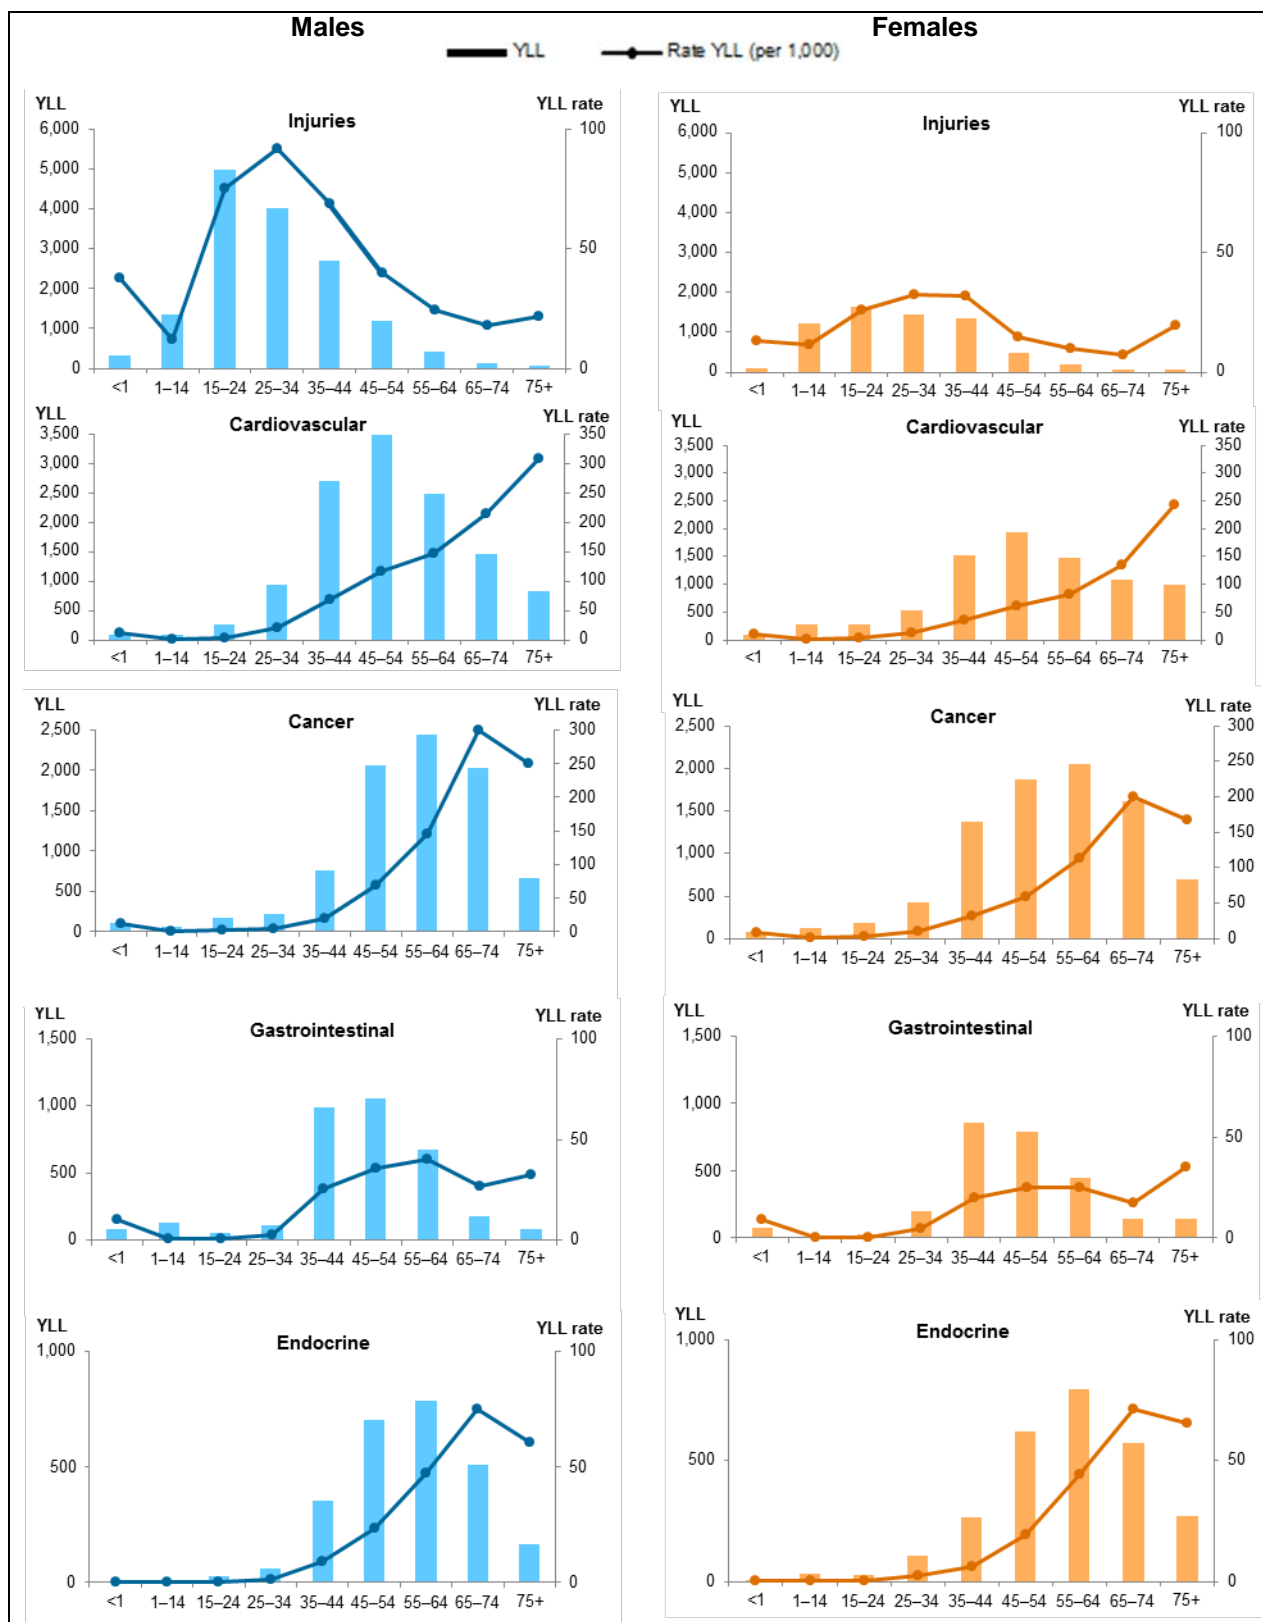 Males Females
YLL Rate YLL (per 1,000)
YLL YLL rate
Injuries
6,000 100
5,000
4,000
3,000 50
2,000
1,000
0 0
<1 1–14 15–24 25–34 35–44 45–54 55–64 65–74 75+
YLL YLL rate
Injuries
6,000 100
5,000
4,000
3,000 50
2,000
1,000
0 0
<1 1–14 15–24 25–34 35–44 45–54 55–64 65–74 75+
YLL YLL rate
Cardiovascular
3,500 350
3,000 300
2,500 250
2,000 200
1,500 150
1,000 100
500 50
0 0
<1 1–14 15–24 25–34 35–44 45–54 55–64 65–74 75+
YLL YLL rate
Cardiovascular
3,500 350
3,000 300
2,500 250
2,000 200
1,500 150
1,000 100
500 50
0 0
<1 1–14 15–24 25–34 35–44 45–54 55–64 65–74 75+
YLL YLL rate
Cancer
2,500 300
2,000 250
1,500 200
150
1,000 100
500 50
0 0
<1 1–14 15–24 25–34 35–44 45–54 55–64 65–74 75+
YLL YLL rate
Cancer
2,500 300
2,000 250
1,500 200
150
1,000 100
500 50
0 0
<1 1–14 15–24 25–34 35–44 45–54 55–64 65–74 75+
YLL YLL rate
Gastrointestinal
1,500 100
1,000
500 50
0 0
<1 1–14 15–24 25–34 35–44 45–54 55–64 65–74 75+
YLL YLL rate
Gastrointestinal
1,500 100
1,000
500 50
0 0
<1 1–14 15–24 25–34 35–44 45–54 55–64 65–74 75+
YLL YLL rate
Endocrine
1,000 100
500 50
0 0
<1 1–14 15–24 25–34 35–44 45–54 55–64 65–74 75+
YLL YLL rate
Endocrine
1,000 100
500 50
0 0
<1 1–14 15–24 25–34 35–44 45–54 55–64 65–74 75+